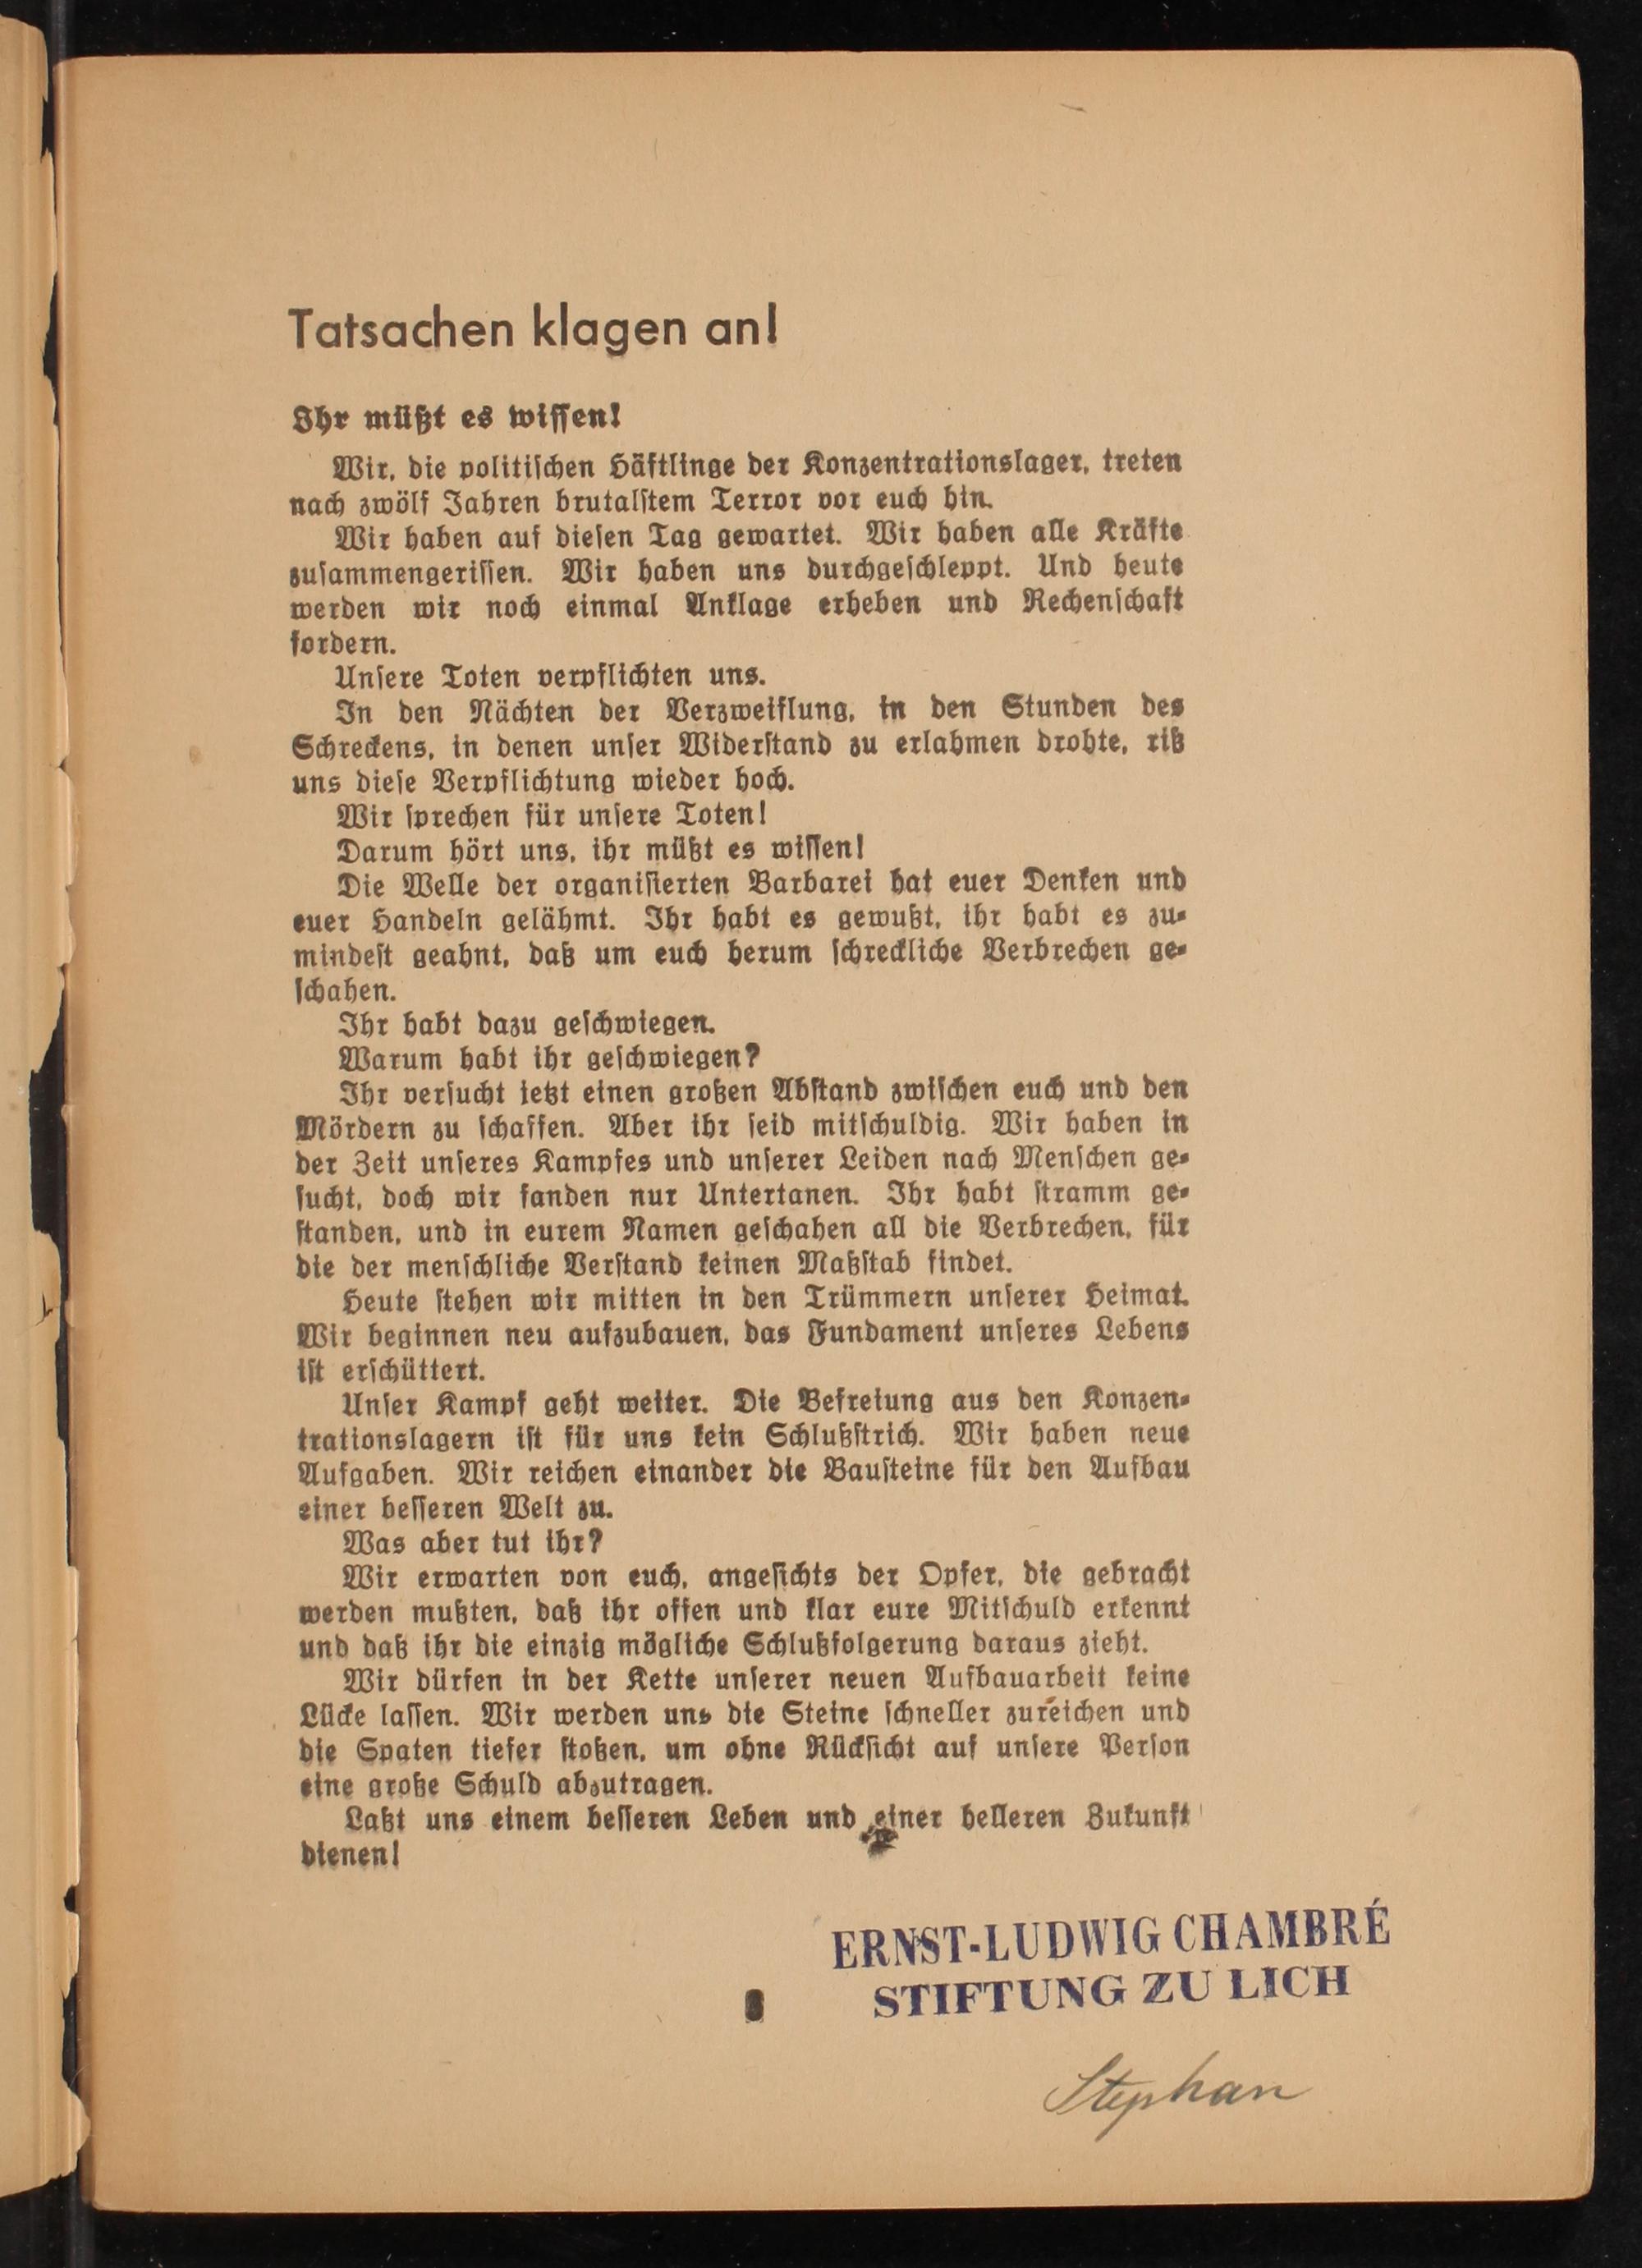 Tatsachen klagen an!
Ihr müßt es wissen!
Wir, die politischen Häftlinge der Konzentrationslager, treten
nach zwölf Jahren brutalstem Terror vor euch hin.
Wir haben auf diesen Tag gewartet. Wir haben alle Kräfte
zusammengerissen. Wir haben uns durchgeschleppt. Und heute
werden wir noch einmal Anklage erheben und Rechenschaft
fordern.
Unsere Toten verpflichten uns.
In den Nächten der Verzweiflung, in den Stunden des
Schreckens, in denen unser Widerstand zu erlahmen drohte, riß
uns diese Verpflichtung wieder hoch.
Wir sprechen für unsere Toten!
Darum hört uns, ihr müßt es wissen!
Die Welle der organisierten Barbarei hat euer Denken und
euer Handeln gelähmt. Ihr habt es gewußt, ihr habt es zu-
mindest geahnt, daß um euch herum schreckliche Verbrechen ge-
schahen.
Ihr habt dazu geschwiegen.
Warum habt ihr geschwiegen?
Ihr versucht jetzt einen großen Abstand zwischen euch und den
Mördern zu schaffen. Aber ihr seid mitschuldig. Wir haben in
der Zeit unseres Kampfes und unserer Leiden nach Menschen ge-
sucht, doch wir fanden nur Untertanen. Ihr habt stramm ge-
standen, und in eurem Namen geschahen all die Verbrechen, für
die der menschliche Verstand keinen Maßstab findet.
Heute stehen wir mitten in den Trümmern unserer Heimat.
Wir beginnen neu aufzubauen, das Fundament unseres Lebens
ist erschüttert.
Unser Kampf geht weiter. Die Befreiung aus den Konzen-
trationslagern ist für uns kein Schlußstrich. Wir haben neue
Aufgaben. Wir reichen einander die Bausteine für den Aufbau
einer besseren Welt zu.
Was aber tut ihr?
Wir erwarten von euch, angesichts der Opfer, die gebracht
werden mußten, daß ihr offen und klar eure Mitschuld erkennt
und daß ihr die einzig mögliche Schlußfolgerung daraus zieht.
Wir dürfen in der Kette unserer neuen Aufbauarbeit keine
Lücke lassen. Wir werden uns die Steine schneller zureichen und
die Spaten tiefer stoßen, um ohne Rücksicht auf unsere Person
eine große Schuld abzutragen.
Laßt uns einem besseren Leben und einer helleren Zukunft
dienen!
ERNST-LUDWIG CHAMBRÉ
STIFTUNG ZU LICH
Stephan